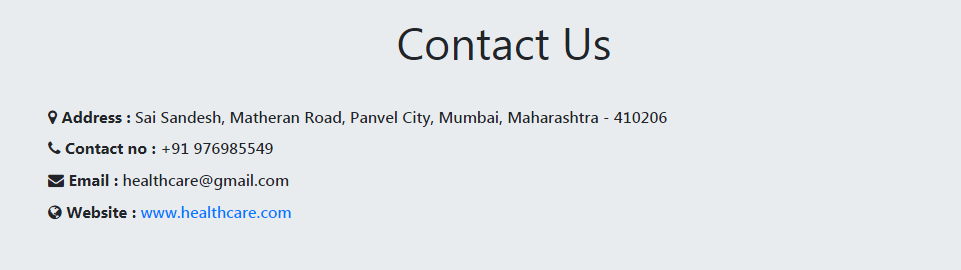 Contact Us
Address : Sai Sandesh, Matheran Road, Panvel City, Mumbai, Maharashtra - 410206
Contact no : +91 976985549
Email : healthcare@gmail.com
Website : www.healthcare.com